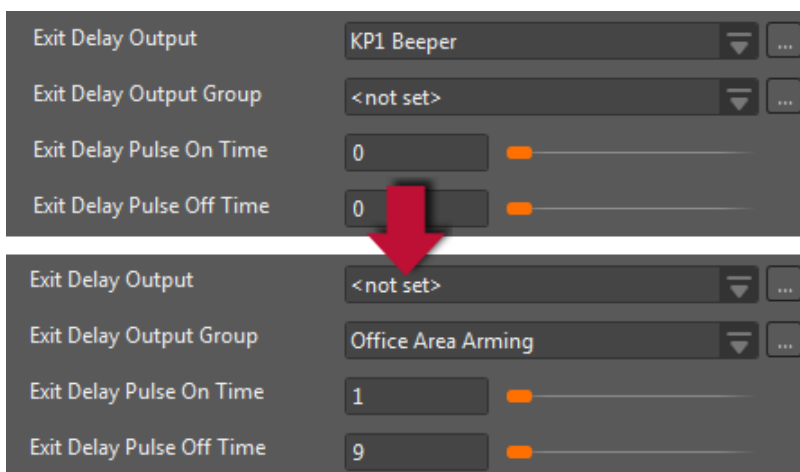 Exit Delay Output KP1 Beeper ...
Exit Delay Output Group <not set> ...
Exit Delay Pulse On Time 0
Exit Delay Pulse Off Time 0
Exit Delay Output <not set> ...
Exit Delay Output Group Office Area Arming ...
Exit Delay Pulse On Time 1
Exit Delay Pulse Off Time 9